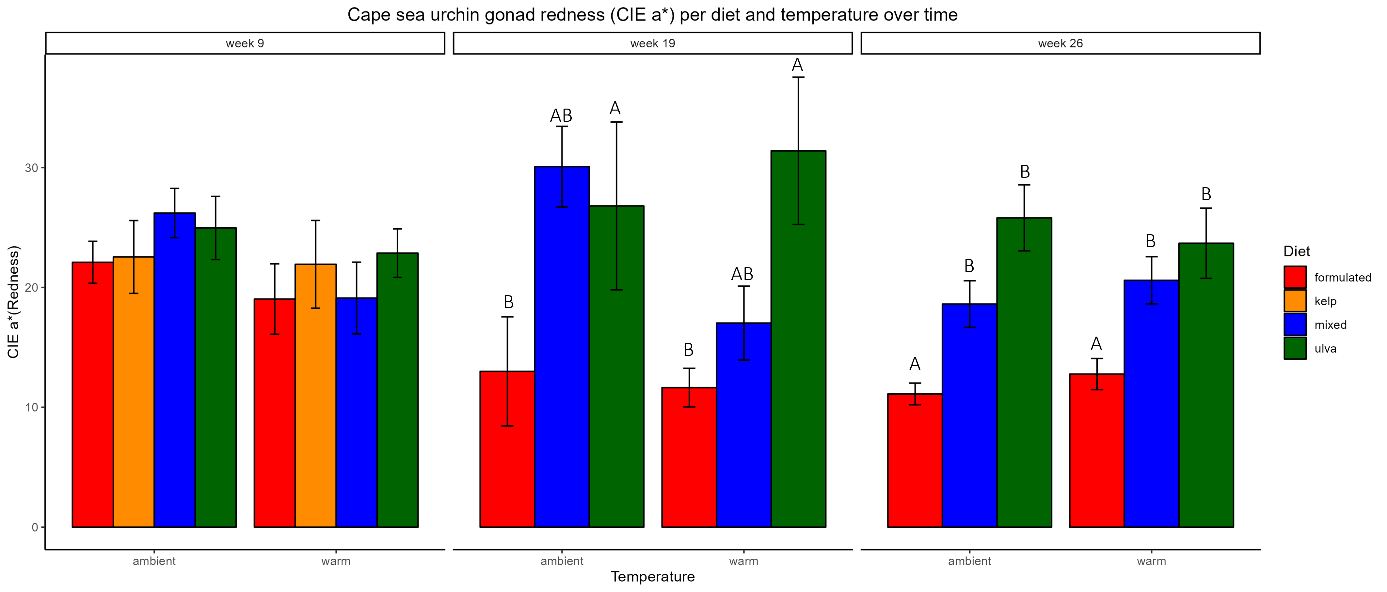 Cape sea urchin gonad redness (CIE a*) per diet and temperature over time
week 9
week 19
week 26
CIE a*(Redness)
30
20
10
0
B
AB
A
B
AB
A
A
B
B
A
B
B
ambient
warm
ambient
warm
ambient
warm
Temperature
Diet
formulated
kelp
mixed
ulva